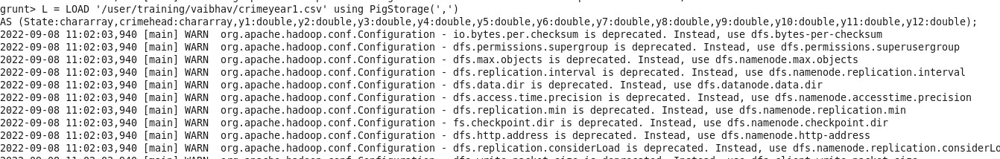 grunt> L = LOAD '/user/training/vaibhav/crimeyear1.csv' using PigStorage(',')
AS (State:chararray,crimehead:chararray,y1:double,y2:double,y3:double,y4:double,y5:double,y6:double,y7:double,y8:double,y9:double,y10:double,y11:double,y12:double);
2022-09-08 11:02:03,940 [main] WARN  org.apache.hadoop.conf.Configuration - io.bytes.per.checksum is deprecated. Instead, use dfs.bytes-per-checksum
2022-09-08 11:02:03,940 [main] WARN  org.apache.hadoop.conf.Configuration - dfs.permissions.supergroup is deprecated. Instead, use dfs.permissions.superusergroup
2022-09-08 11:02:03,940 [main] WARN  org.apache.hadoop.conf.Configuration - dfs.max.objects is deprecated. Instead, use dfs.namenode.max.objects
2022-09-08 11:02:03,940 [main] WARN  org.apache.hadoop.conf.Configuration - dfs.replication.interval is deprecated. Instead, use dfs.namenode.replication.interval
2022-09-08 11:02:03,940 [main] WARN  org.apache.hadoop.conf.Configuration - dfs.data.dir is deprecated. Instead, use dfs.datanode.data.dir
2022-09-08 11:02:03,940 [main] WARN  org.apache.hadoop.conf.Configuration - dfs.access.time.precision is deprecated. Instead, use dfs.namenode.accesstime.precision
2022-09-08 11:02:03,940 [main] WARN  org.apache.hadoop.conf.Configuration - dfs.replication.min is deprecated. Instead, use dfs.namenode.replication.min
2022-09-08 11:02:03,940 [main] WARN  org.apache.hadoop.conf.Configuration - fs.checkpoint.dir is deprecated. Instead, use dfs.namenode.checkpoint.dir
2022-09-08 11:02:03,940 [main] WARN  org.apache.hadoop.conf.Configuration - dfs.http.address is deprecated. Instead, use dfs.namenode.http-address
2022-09-08 11:02:03,940 [main] WARN  org.apache.hadoop.conf.Configuration - dfs.replication.considerLoad is deprecated. Instead, use dfs.namenode.replication.considerLo